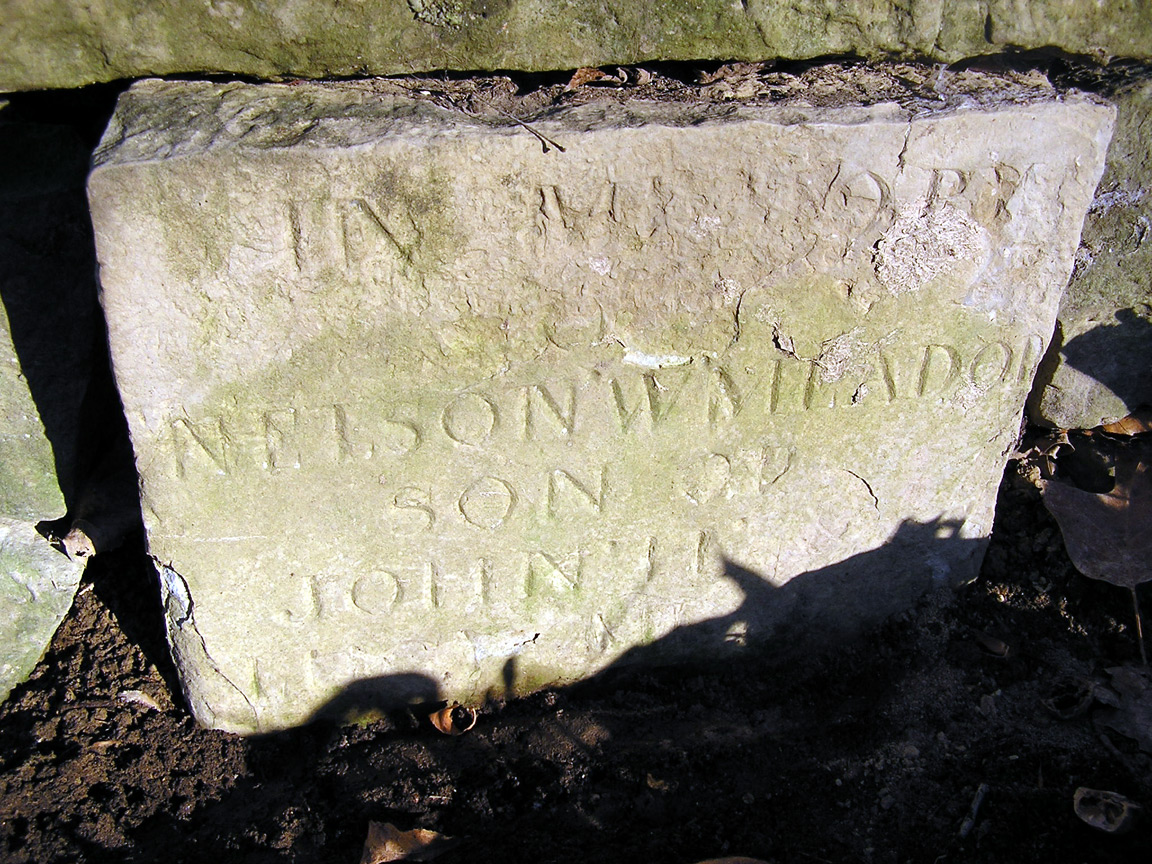 IN MEMORY
NELSON W MEADOR
SON OF
JOHN H